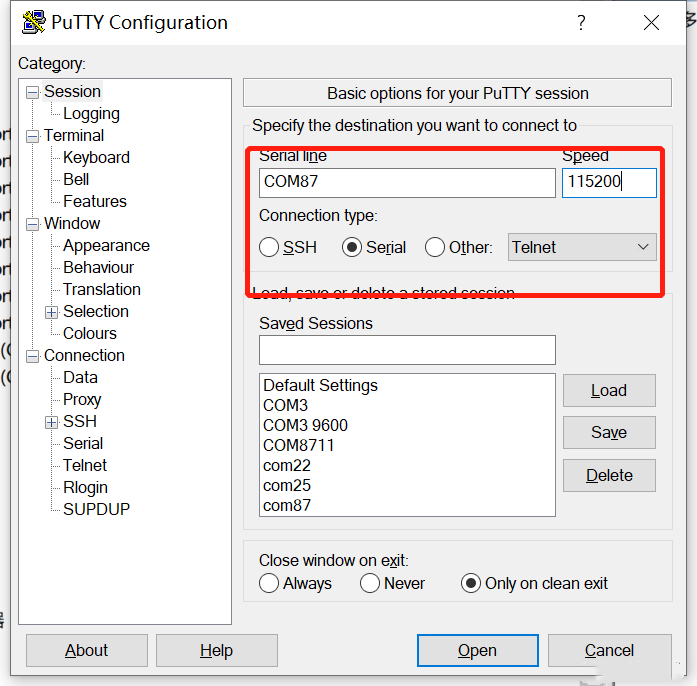 PuTTY Configuration ? ×
Category:
Session
Logging
Terminal
Keyboard
Bell
Features
Window
Appearance
Behaviour
Translation
Selection
Colours
Connection
Data
Proxy
SSH
Serial
Telnet
Rlogin
SUPDUP
Basic options for your PuTTY session
Specify the destination you want to connect to
Serial line Speed
COM87 115200
Connection type:
SSH Serial Other: Telnet
Load, save or delete a stored session
Saved Sessions
Default Settings
COM3
COM3 9600
COM8711
com22
com25
com87
Load
Save
Delete
Close window on exit:
Always Never Only on clean exit
About Help Open Cancel